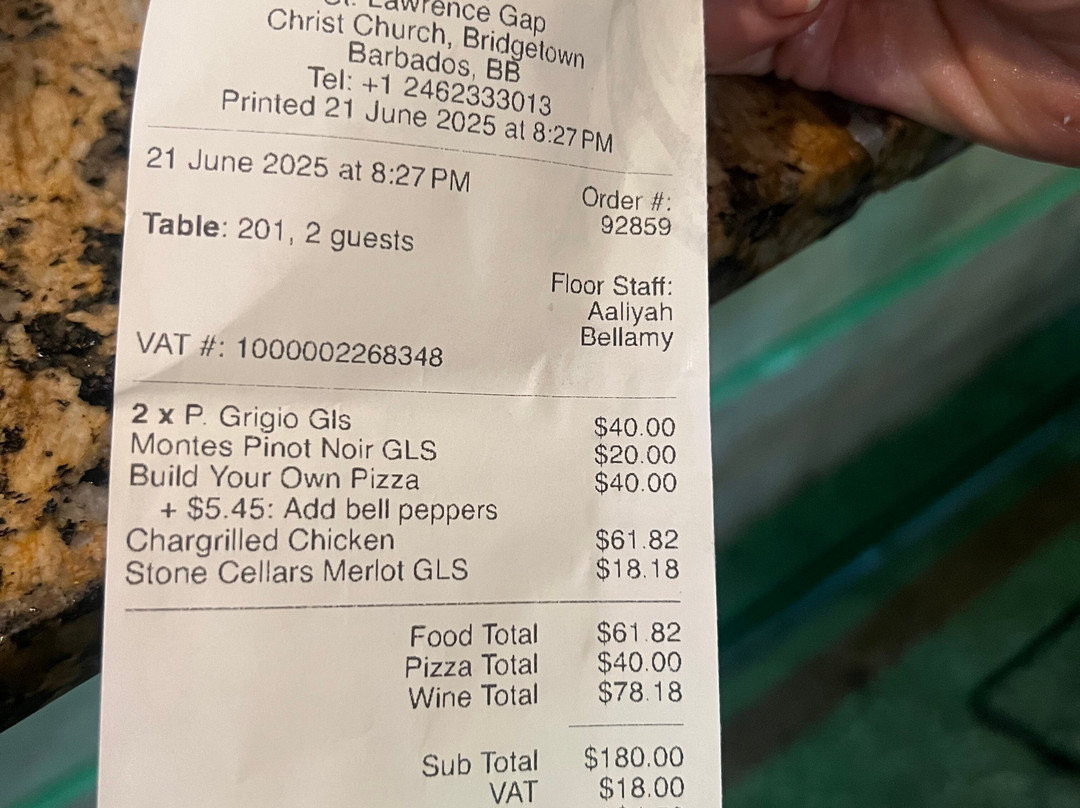 St. Lawrence Gap
Christ Church, Bridgetown
Barbados, BB
Tel: +1 2462333013
Printed 21 June 2025 at 8:27 PM
21 June 2025 at 8:27 PM
Order #:
92859
Table: 201, 2 guests
Floor Staff:
Aaliyah
Bellamy
VAT #: 1000002268348
2 x P. Grigio Gls $40.00
Montes Pinot Noir GLS $20.00
Build Your Own Pizza $40.00
+ $5.45: Add bell peppers
Chargrilled Chicken $61.82
Stone Cellars Merlot GLS $18.18
Food Total $61.82
Pizza Total $40.00
Wine Total $78.18
Sub Total $180.00
VAT $18.00